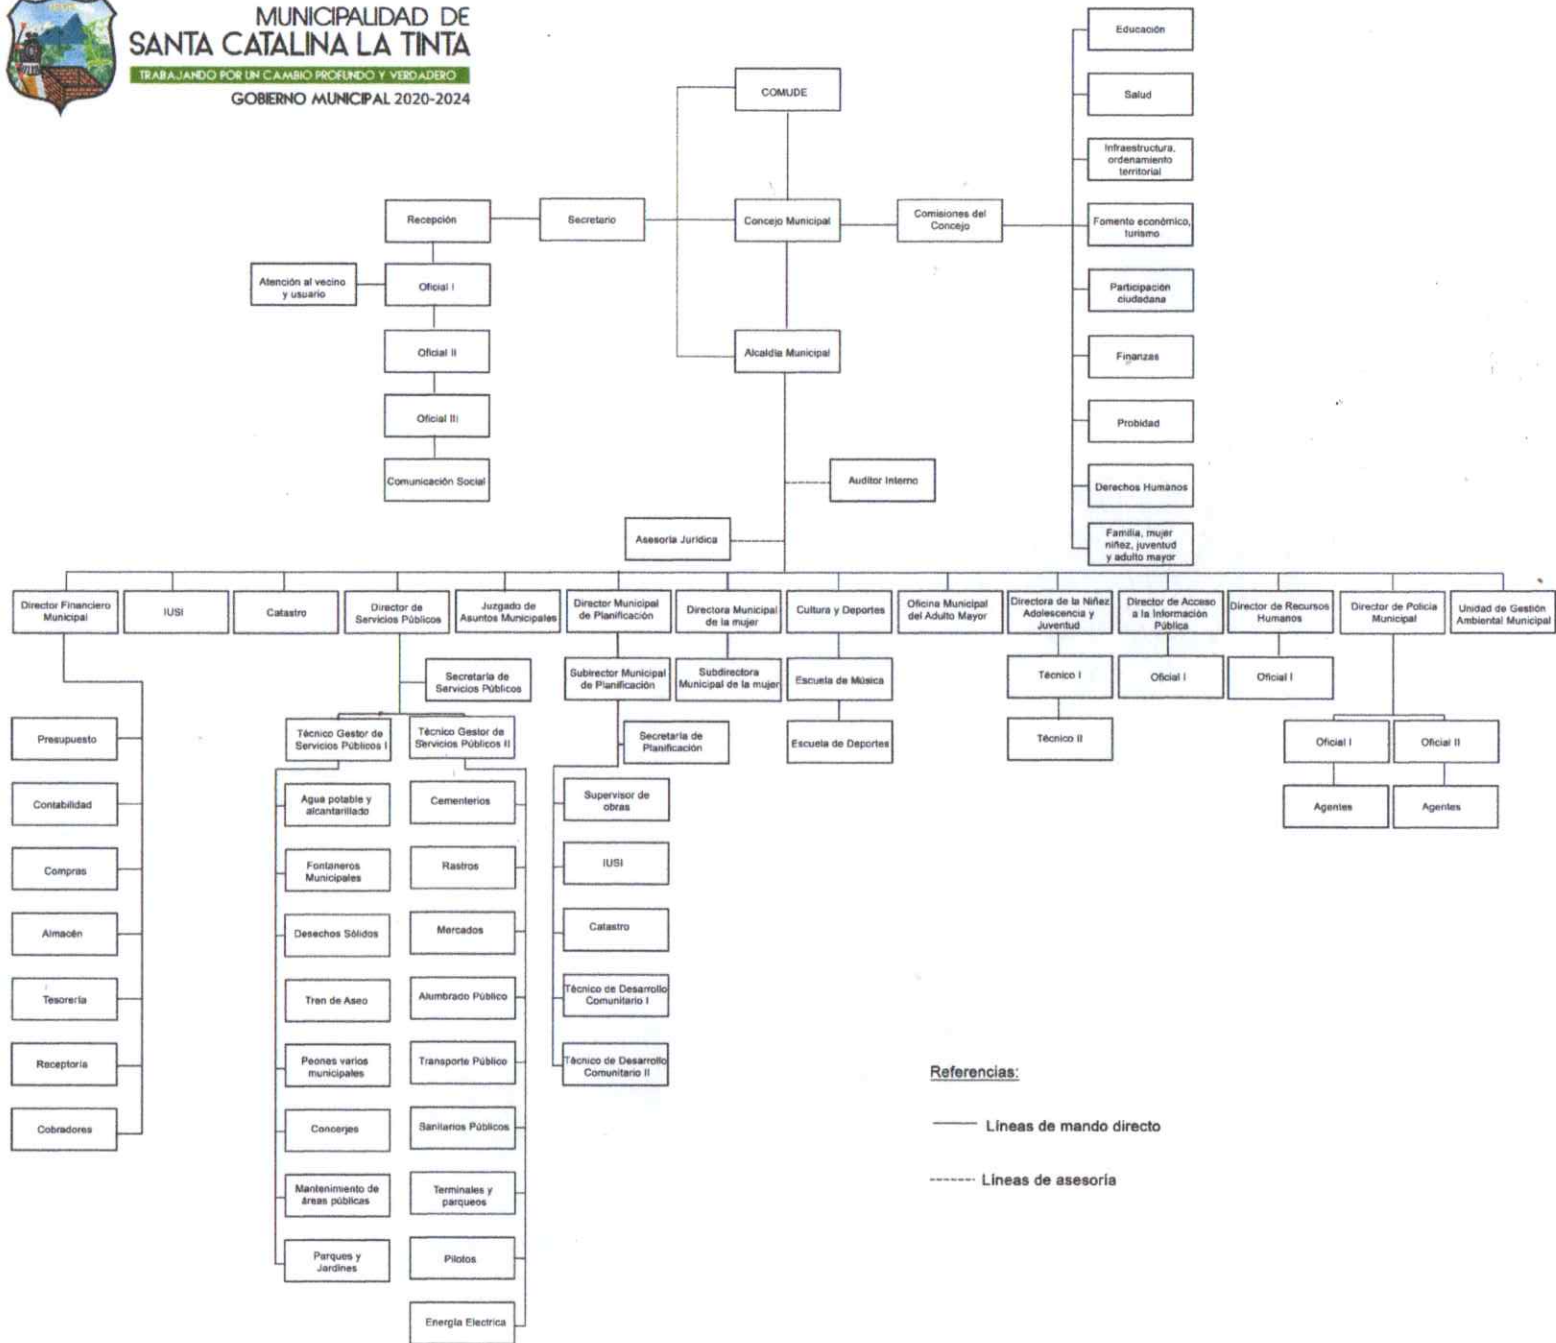 MUNICIPALIDAD DE
SANTA CATALINA LA TINTA
TRABAJANDO POR UN CAMBIO PROFUNDO Y VERDADERO
GOBIERNO MUNICIPAL 2020-2024
COMUDE
Recepción
Secretario
Concejo Municipal
Comisiones del
Concejo
Educación
Salud
Infraestructura,
ordenamiento
territorial
Fomento económico,
turismo
Participación
ciudadana
Finanzas
Probidad
Derechos Humanos
Familia, mujer
niñez, juventud
y adulto mayor
Atención al vecino
y usuario
Oficial I
Oficial II
Oficial III
Comunicación Social
Alcaldía Municipal
Auditor Interno
Asesoría Jurídica
Director Financiero
Municipal
IUSI
Catastro
Director de
Servicios Públicos
Juzgado de
Asuntos Municipales
Director Municipal
de Planificación
Directora Municipal
de la mujer
Cultura y Deportes
Oficina Municipal
del Adulto Mayor
Directora de la Niñez
Adolescencia y
Juventud
Director de Acceso
a la Información
Pública
Director de Recursos
Humanos
Director de Policía
Municipal
Unidad de Gestión
Ambiental Municipal
Presupuesto
Contabilidad
Compras
Almacén
Tesorería
Receptoría
Cobradores
Secretaría de
Servicios Públicos
Técnico Gestor de
Servicios Públicos I
Técnico Gestor de
Servicios Públicos II
Agua potable y
alcantarillado
Fontaneros
Municipales
Desechos Sólidos
Tren de Aseo
Peones varios
municipales
Concerjes
Mantenimiento de
áreas públicas
Parques y
Jardines
Cementerios
Rastros
Mercados
Alumbrado Público
Transporte Público
Sanitarios Públicos
Terminales y
parqueos
Pilotos
Energía Electrica
Subirector Municipal
de Planificación
Secretaría de
Planificación
Supervisor de
obras
IUSI
Catastro
Técnico de Desarrollo
Comunitario I
Técnico de Desarrollo
Comunitario II
Subdirectora
Municipal de la mujer
Escuela de Música
Escuela de Deportes
Técnico I
Técnico II
Oficial I
Oficial I
Oficial I
Oficial II
Agentes
Agentes
Referencias:
Líneas de mando directo
Líneas de asesoría